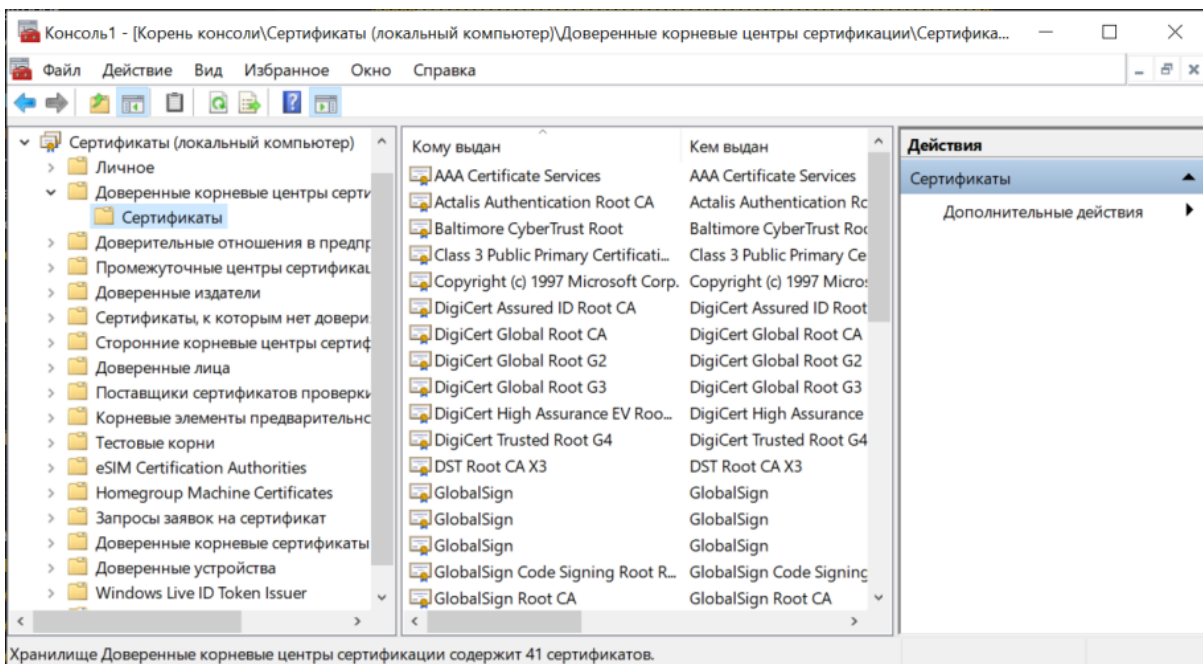 Консоль1 - [Корень консоли\Сертификаты (локальный компьютер)\Доверенные корневые центры сертификации\Сертифика...
Файл Действие Вид Избранное Окно Справка
Сертификаты (локальный компьютер)
Личное
Доверенные корневые центры серти
Сертификаты
Доверительные отношения в предпр
Промежуточные центры сертификац
Доверенные издатели
Сертификаты, к которым нет довери
Сторонние корневые центры сертиф
Доверенные лица
Поставщики сертификатов проверки
Корневые элементы предварительно
Тестовые корни
eSIM Certification Authorities
Homegroup Machine Certificates
Запросы заявок на сертификат
Доверенные корневые сертификаты
Доверенные устройства
Windows Live ID Token Issuer
Кому выдан Кем выдан
AAA Certificate Services AAA Certificate Services
Actalis Authentication Root CA Actalis Authentication Ro
Baltimore CyberTrust Root Baltimore CyberTrust Roo
Class 3 Public Primary Certificati... Class 3 Public Primary Ce
Copyright (c) 1997 Microsoft Corp. Copyright (c) 1997 Micros
DigiCert Assured ID Root CA DigiCert Assured ID Root
DigiCert Global Root CA DigiCert Global Root CA
DigiCert Global Root G2 DigiCert Global Root G2
DigiCert Global Root G3 DigiCert Global Root G3
DigiCert High Assurance EV Roo... DigiCert High Assurance
DigiCert Trusted Root G4 DigiCert Trusted Root G4
DST Root CA X3 DST Root CA X3
GlobalSign GlobalSign
GlobalSign GlobalSign
GlobalSign GlobalSign
GlobalSign Code Signing Root R... GlobalSign Code Signing
GlobalSign Root CA GlobalSign Root CA
Действия
Сертификаты
Дополнительные действия
Хранилище Доверенные корневые центры сертификации содержит 41 сертификатов.